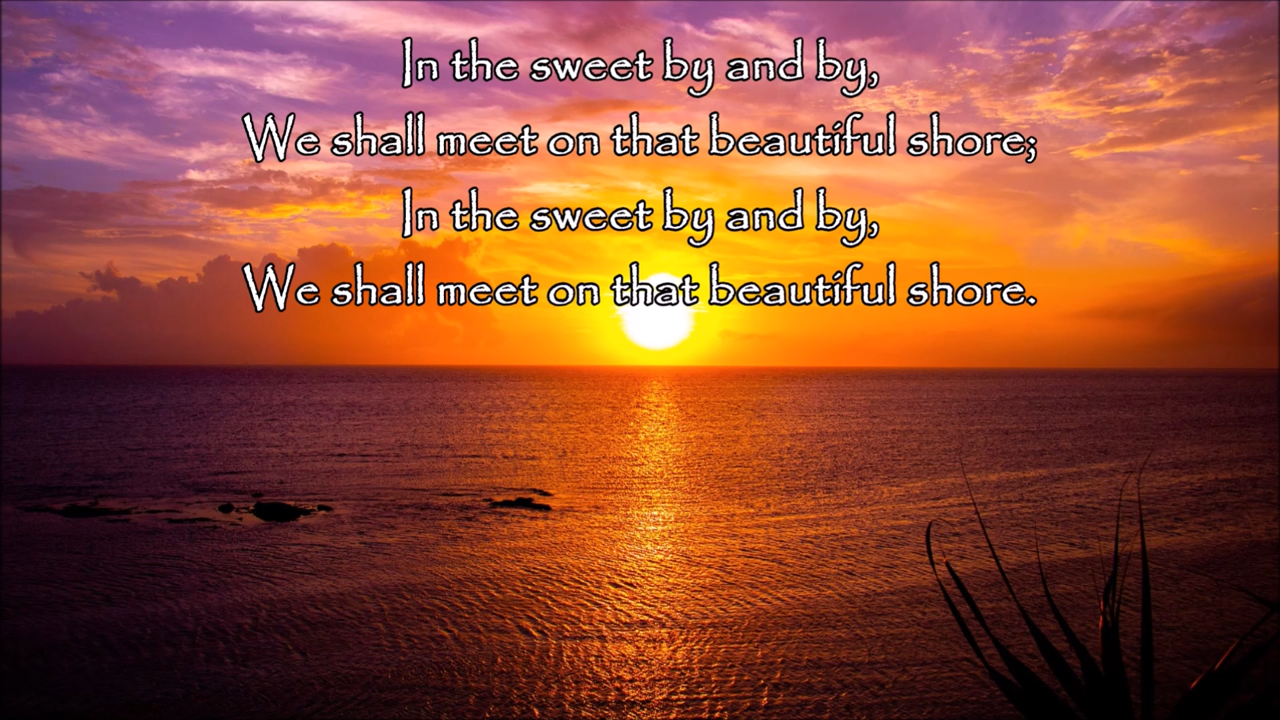 In the sweet by and by,
We shall meet on that beautiful shore;
In the sweet by and by,
We shall meet on that beautiful shore.